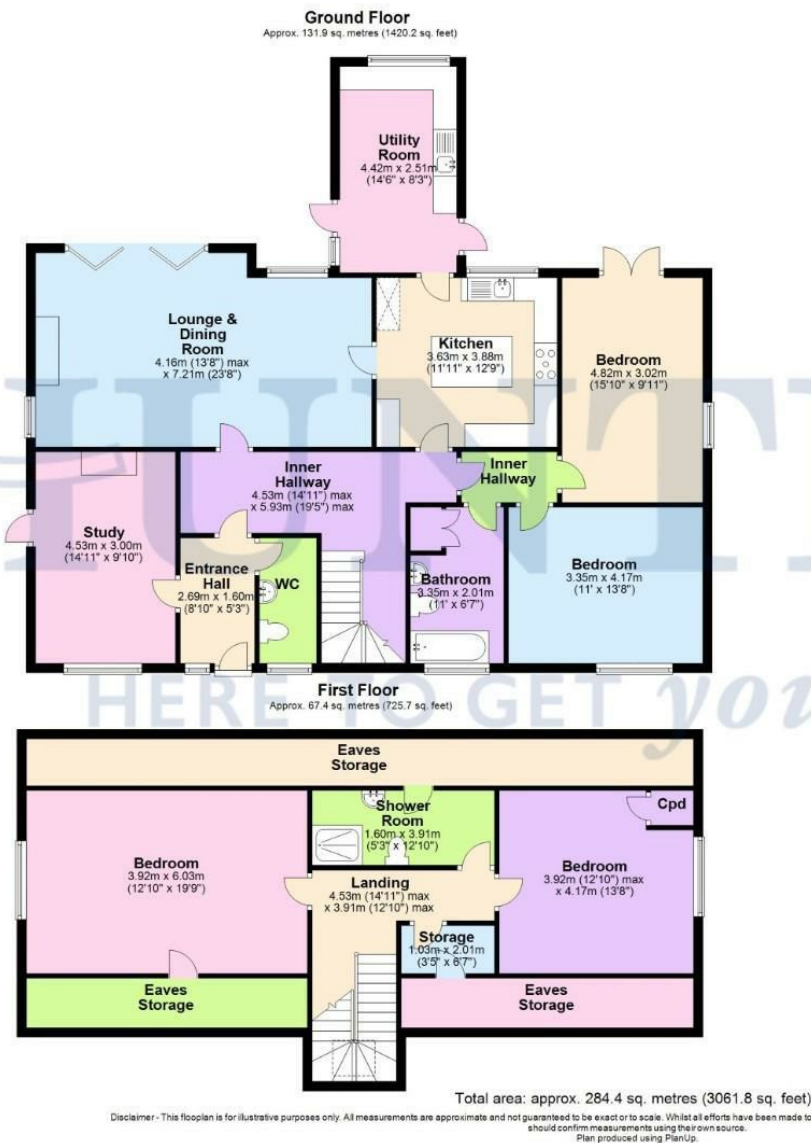 Ground Floor
Approx. 131.9 sq. metres (1420.2 sq. feet)
Utility
Room
4.42m x 2.51m
(14'6" x 8'3")
Lounge &
Dining
Room
4.16m (13'8") max
x 7.21m (23'8")
Kitchen
3.63m x 3.88m
(11'11" x 12'9")
Bedroom
4.82m x 3.02m
(15'10" x 9'11")
HUNT
Inner
Hallway
4.53m (14'11") max
x 5.93m (19'5") max
Inner
Hallway
Study
4.53m x 3.00m
(14'11" x 9'10")
Entrance
Hall
2.69m x 1.60m
(8'10" x 5'3")
WC
Bathroom
3.35m x 2.01m
(11' x 6'7")
Bedroom
3.35m x 4.17m
(11' x 13'8")
HERE TO GET you
First Floor
Approx. 67.4 sq. metres (725.7 sq. feet)
Eaves
Storage
Shower
Room
1.60m x 3.91m
(5'3" x 12'10")
Cpd
Bedroom
3.92m x 6.03m
(12'10" x 19'9")
Bedroom
3.92m (12'10") max
x 4.17m (13'8")
Landing
4.53m (14'11") max
x 3.91m (12'10") max
Storage
1.03m x 2.01m
(3'5" x 6'7")
Eaves
Storage
Eaves
Storage
Total area: approx. 284.4 sq. metres (3061.8 sq. feet)
Disclaimer - This flooplan is for illustrative purposes only. All measurements are approximate and not guaranteed to be exact or to scale. Whilst all efforts have been made to
should confirm measurements using their own source.
Plan produced using PlanUp.